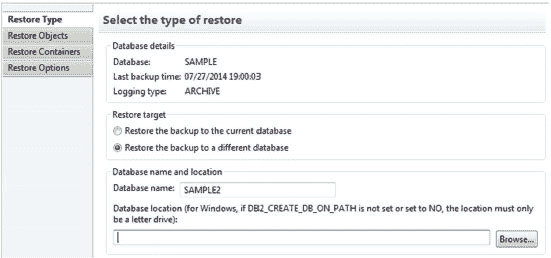 Restore Type
Restore Objects
Restore Containers
Restore Options
Select the type of restore
Database details
Database: SAMPLE
Last backup time: 07/27/2014 19:00:03
Logging type: ARCHIVE
Restore target
Restore the backup to the current database
Restore the backup to a different database
Database name and location
Database name: SAMPLE2
Database location (for Windows, if DB2_CREATE_DB_ON_PATH is not set or set to NO, the location must only
be a letter drive):
Browse...